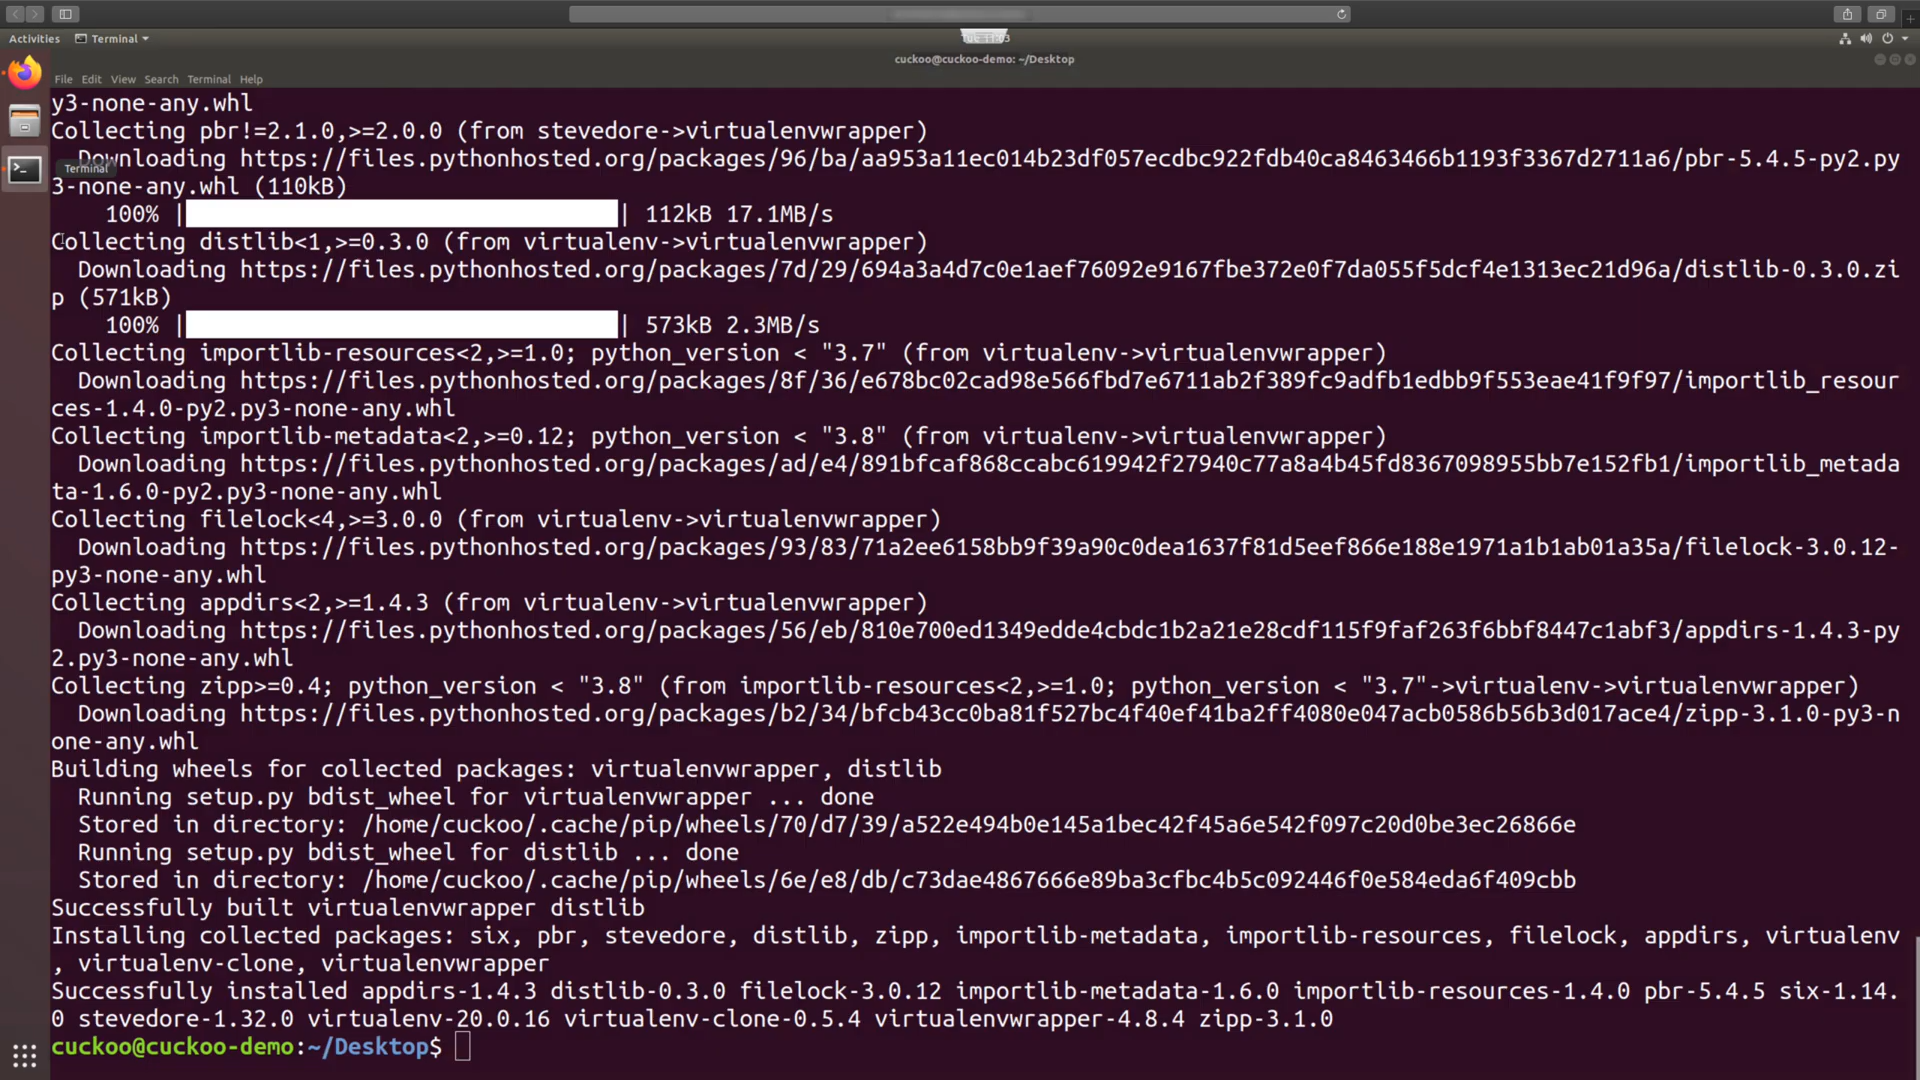 Activities
Terminal
Tue 11:03
cuckoo@cuckoo-demo: ~/Desktop
File Edit View Search Terminal Help
y3-none-any.whl
Collecting pbr!=2.1.0,>=2.0.0 (from stevedore->virtualenvwrapper)
Downloading https://files.pythonhosted.org/packages/96/ba/aa953a11ec014b23df057ecdbc922fdb40ca8463466b1193f3367d2711a6/pbr-5.4.5-py2.py
Terminal
3-none-any.whl (110kB)
100% | | 112kB 17.1MB/s
Collecting distlib<1,>=0.3.0 (from virtualenv->virtualenvwrapper)
Downloading https://files.pythonhosted.org/packages/7d/29/694a3a4d7c0e1aef76092e9167fbe372e0f7da055f5dcf4e1313ec21d96a/distlib-0.3.0.zi
p (571kB)
100% | | 573kB 2.3MB/s
Collecting importlib-resources<2,>=1.0; python_version < "3.7" (from virtualenv->virtualenvwrapper)
Downloading https://files.pythonhosted.org/packages/8f/36/e678bc02cad98e566fbd7e6711ab2f389fc9adfb1edbb9f553eae41f9f97/importlib_resour
ces-1.4.0-py2.py3-none-any.whl
Collecting importlib-metadata<2,>=0.12; python_version < "3.8" (from virtualenv->virtualenvwrapper)
Downloading https://files.pythonhosted.org/packages/ad/e4/891bfcaf868ccabc619942f27940c77a8a4b45fd8367098955bb7e152fb1/importlib_metada
ta-1.6.0-py2.py3-none-any.whl
Collecting filelock<4,>=3.0.0 (from virtualenv->virtualenvwrapper)
Downloading https://files.pythonhosted.org/packages/93/83/71a2ee6158bb9f39a90c0dea1637f81d5eef866e188e1971a1b1ab01a35a/filelock-3.0.12-
py3-none-any.whl
Collecting appdirs<2,>=1.4.3 (from virtualenv->virtualenvwrapper)
Downloading https://files.pythonhosted.org/packages/56/eb/810e700ed1349edde4cbdc1b2a21e28cdf115f9faf263f6bbf8447c1abf3/appdirs-1.4.3-py
2.py3-none-any.whl
Collecting zipp>=0.4; python_version < "3.8" (from importlib-resources<2,>=1.0; python_version < "3.7"->virtualenv->virtualenvwrapper)
Downloading https://files.pythonhosted.org/packages/b2/34/bfcb43cc0ba81f527bc4f40ef41ba2ff4080e047acb0586b56b3d017ace4/zipp-3.1.0-py3-n
one-any.whl
Building wheels for collected packages: virtualenvwrapper, distlib
Running setup.py bdist_wheel for virtualenvwrapper ... done
Stored in directory: /home/cuckoo/.cache/pip/wheels/70/d7/39/a522e494b0e145a1bec42f45a6e542f097c20d0be3ec26866e
Running setup.py bdist_wheel for distlib ... done
Stored in directory: /home/cuckoo/.cache/pip/wheels/6e/e8/db/c73dae4867666e89ba3cfbc4b5c092446f0e584eda6f409cbb
Successfully built virtualenvwrapper distlib
Installing collected packages: six, pbr, stevedore, distlib, zipp, importlib-metadata, importlib-resources, filelock, appdirs, virtualenv
, virtualenv-clone, virtualenvwrapper
Successfully installed appdirs-1.4.3 distlib-0.3.0 filelock-3.0.12 importlib-metadata-1.6.0 importlib-resources-1.4.0 pbr-5.4.5 six-1.14.
0 stevedore-1.32.0 virtualenv-20.0.16 virtualenv-clone-0.5.4 virtualenvwrapper-4.8.4 zipp-3.1.0
cuckoo@cuckoo-demo:~/Desktop$